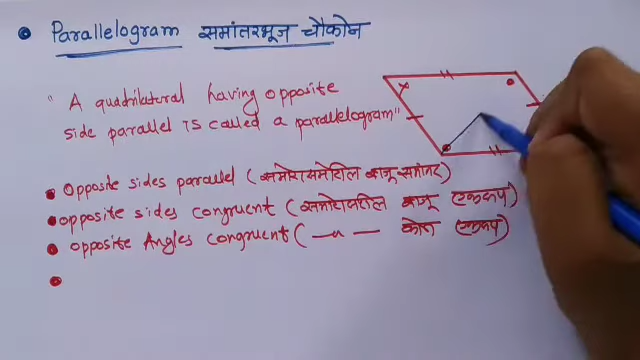 Parallelogram समांतरभूज चौकोन
" A quadrilateral having opposite
side parallel is called a parallelogram"
Opposite sides parallel (समोरासमोरील बाजू समांतर)
opposite sides congruent (समोरासमोरील बाजू एकरूप)
opposite Angles congruent ( —〃— कोन एकरूप)